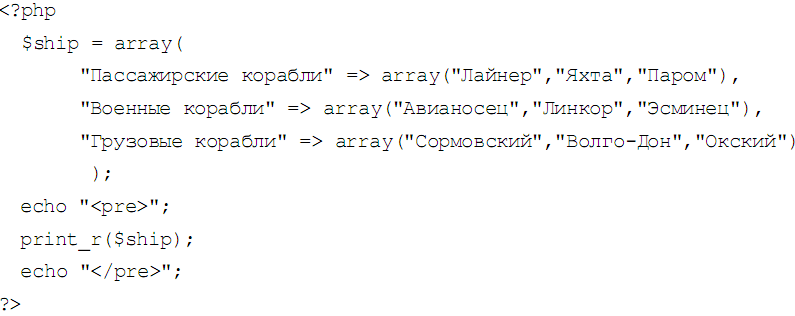 <?php
$ship = array(
"Пассажирские корабли" => array("Лайнер","Яхта","Паром"),
"Военные корабли" => array("Авианосец","Линкор","Эсминец"),
"Грузовые корабли" => array("Сормовский","Волго-Дон","Окский")
);
echo "<pre>";
print_r($ship);
echo "</pre>";
?>